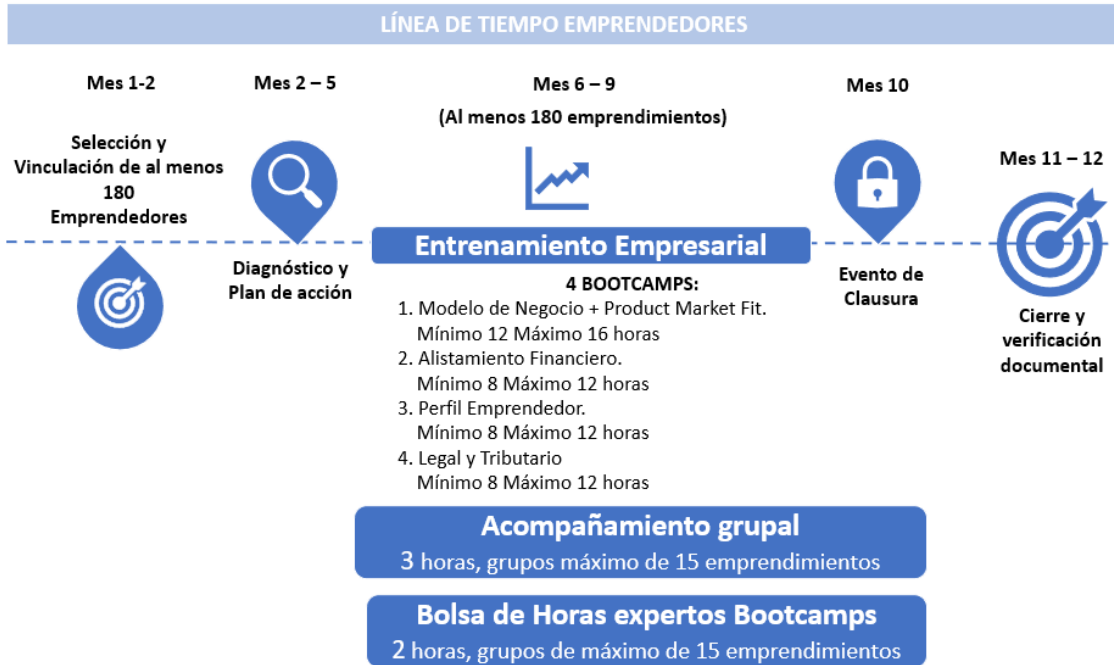 LÍNEA DE TIEMPO EMPRENDEDORES
Mes 1-2
Selección y
Vinculación de al menos
180
Emprendedores
Mes 2 – 5
Diagnóstico y
Plan de acción
Mes 6 – 9
(Al menos 180 emprendimientos)
Entrenamiento Empresarial
4 BOOTCAMPS:
1. Modelo de Negocio + Product Market Fit.
Mínimo 12 Máximo 16 horas
2. Alistamiento Financiero.
Mínimo 8 Máximo 12 horas
3. Perfil Emprendedor.
Mínimo 8 Máximo 12 horas
4. Legal y Tributario
Mínimo 8 Máximo 12 horas
Acompañamiento grupal
3 horas, grupos máximo de 15 emprendimientos
Bolsa de Horas expertos Bootcamps
2 horas, grupos de máximo de 15 emprendimientos
Mes 10
Evento de
Clausura
Mes 11 – 12
Cierre y
verificación
documental